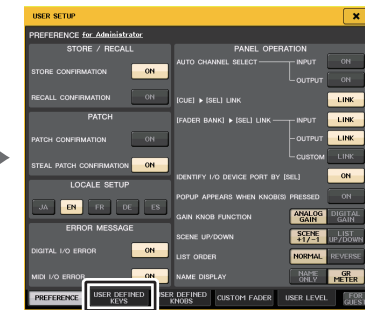 USER SETUP
PREFERENCE for Administrator
STORE / RECALL
STORE CONFIRMATION ON
RECALL CONFIRMATION ON
PATCH
PATCH CONFIRMATION ON
STEAL PATCH CONFIRMATION ON
LOCALE SETUP
JA EN FR DE ES
ERROR MESSAGE
DIGITAL I/O ERROR ON
MIDI I/O ERROR ON
PANEL OPERATION
AUTO CHANNEL SELECT INPUT ON
OUTPUT ON
[CUE] ▶ [SEL] LINK LINK
[FADER BANK] ▶ [SEL] LINK INPUT LINK
OUTPUT LINK
CUSTOM LINK
IDENTIFY I/O DEVICE PORT BY [SEL] ON
POPUP APPEARS WHEN KNOB(S) PRESSED ON
GAIN KNOB FUNCTION ANALOG GAIN DIGITAL GAIN
SCENE UP/DOWN SCENE +1/-1 LIST UP/DOWN
LIST ORDER NORMAL REVERSE
NAME DISPLAY NAME ONLY GR METER
PREFERENCE USER DEFINED KEYS USER DEFINED KNOBS CUSTOM FADER USER LEVEL FOR GUEST